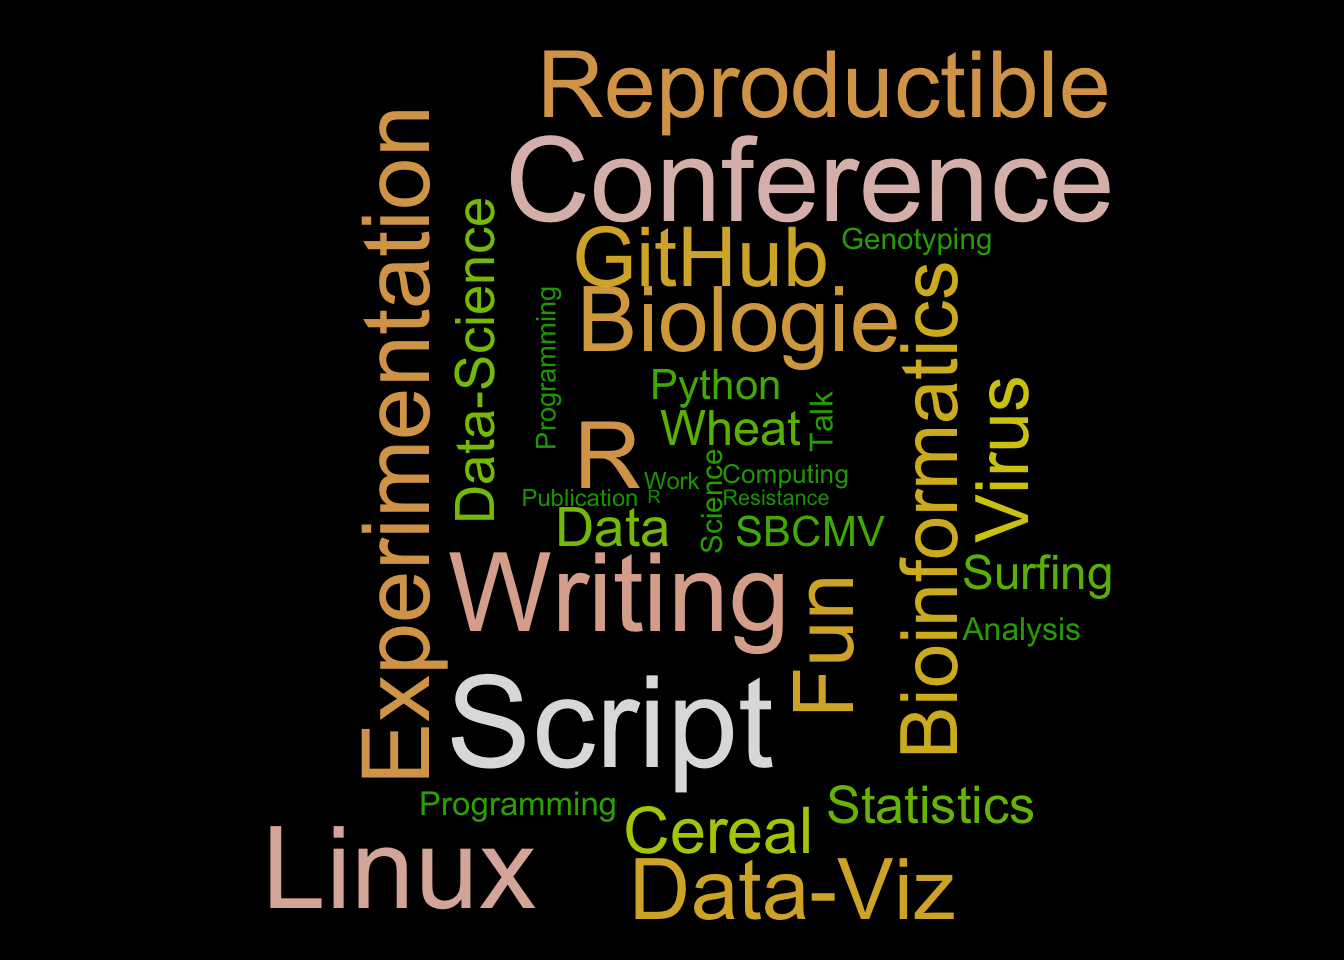 Reproductible
Conference
Experimentation
Data-Science
GitHub
Genotyping
Biologie
Programming
Bioinformatics
Python
Virus
Talk
Wheat
R
Work
Computing
Science
Publication
R
Resistance
Data
SBCMV
Writing
Surfing
Fun
Analysis
Script
Programming
Statistics
Cereal
Linux
Data-Viz